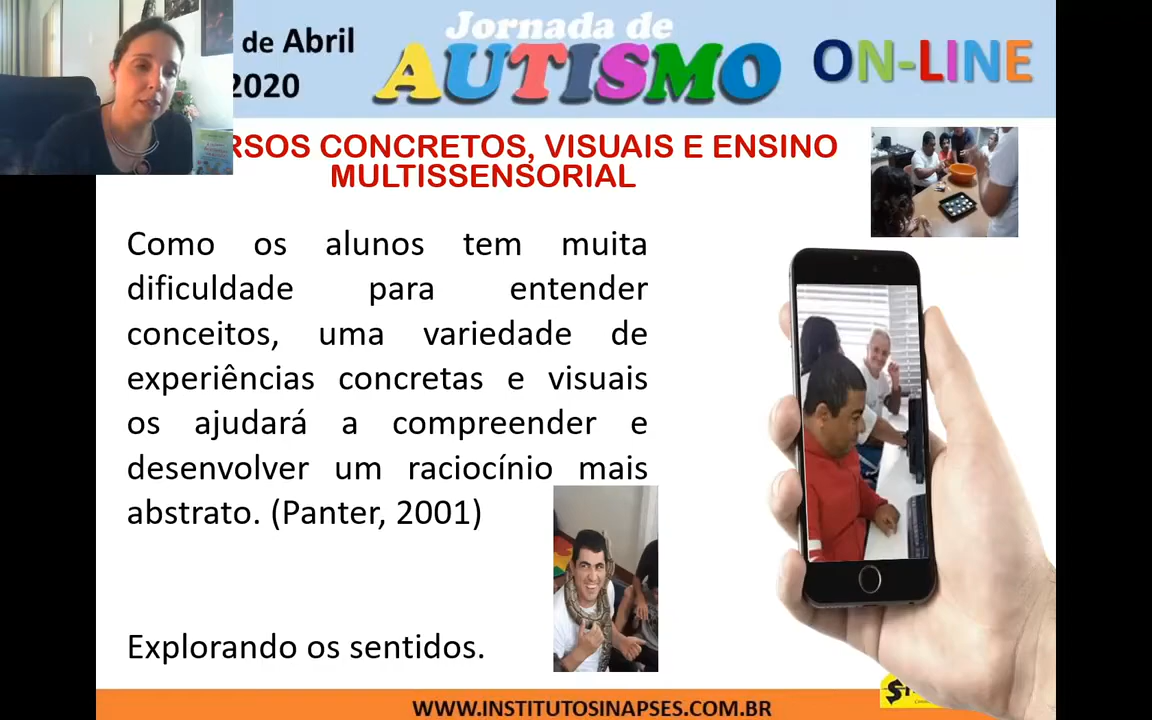 de Abril
2020
Jornada de
AUTISMO
ON-LINE
RSOS CONCRETOS, VISUAIS E ENSINO
MULTISSENSORIAL
Como os alunos tem muita
dificuldade para entender
conceitos, uma variedade de
experiências concretas e visuais
os ajudará a compreender e
desenvolver um raciocínio mais
abstrato. (Panter, 2001)
Explorando os sentidos.
WWW.INSTITUTOSINAPSES.COM.BR